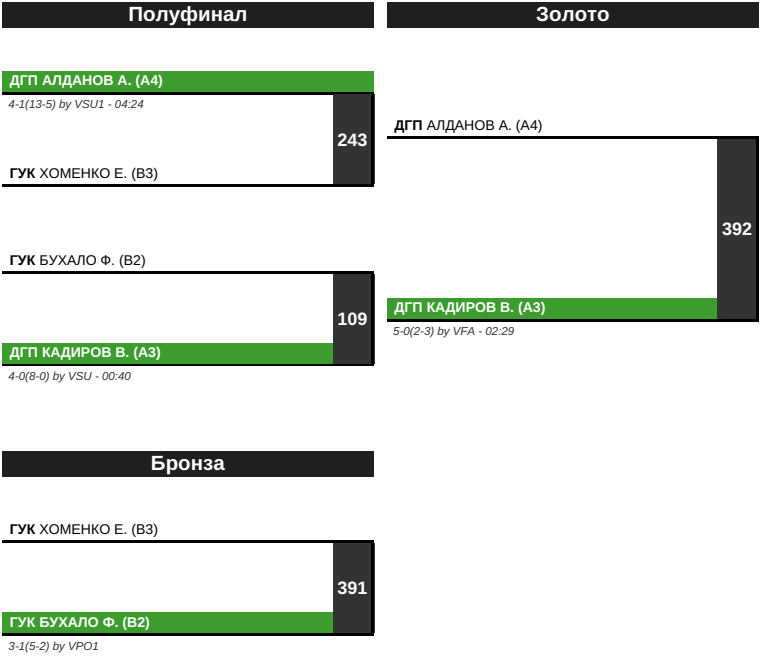 Полуфинал
ДГП АЛДАНОВ А. (A4)
4-1(13-5) by VSU1 - 04:24
243
ГУК ХОМЕНКО Е. (B3)
ГУК БУХАЛО Ф. (B2)
109
ДГП КАДИРОВ В. (A3)
4-0(8-0) by VSU - 00:40
Золото
ДГП АЛДАНОВ А. (A4)
392
ДГП КАДИРОВ В. (A3)
5-0(2-3) by VFA - 02:29
Бронза
ГУК ХОМЕНКО Е. (B3)
391
ГУК БУХАЛО Ф. (B2)
3-1(5-2) by VPO1